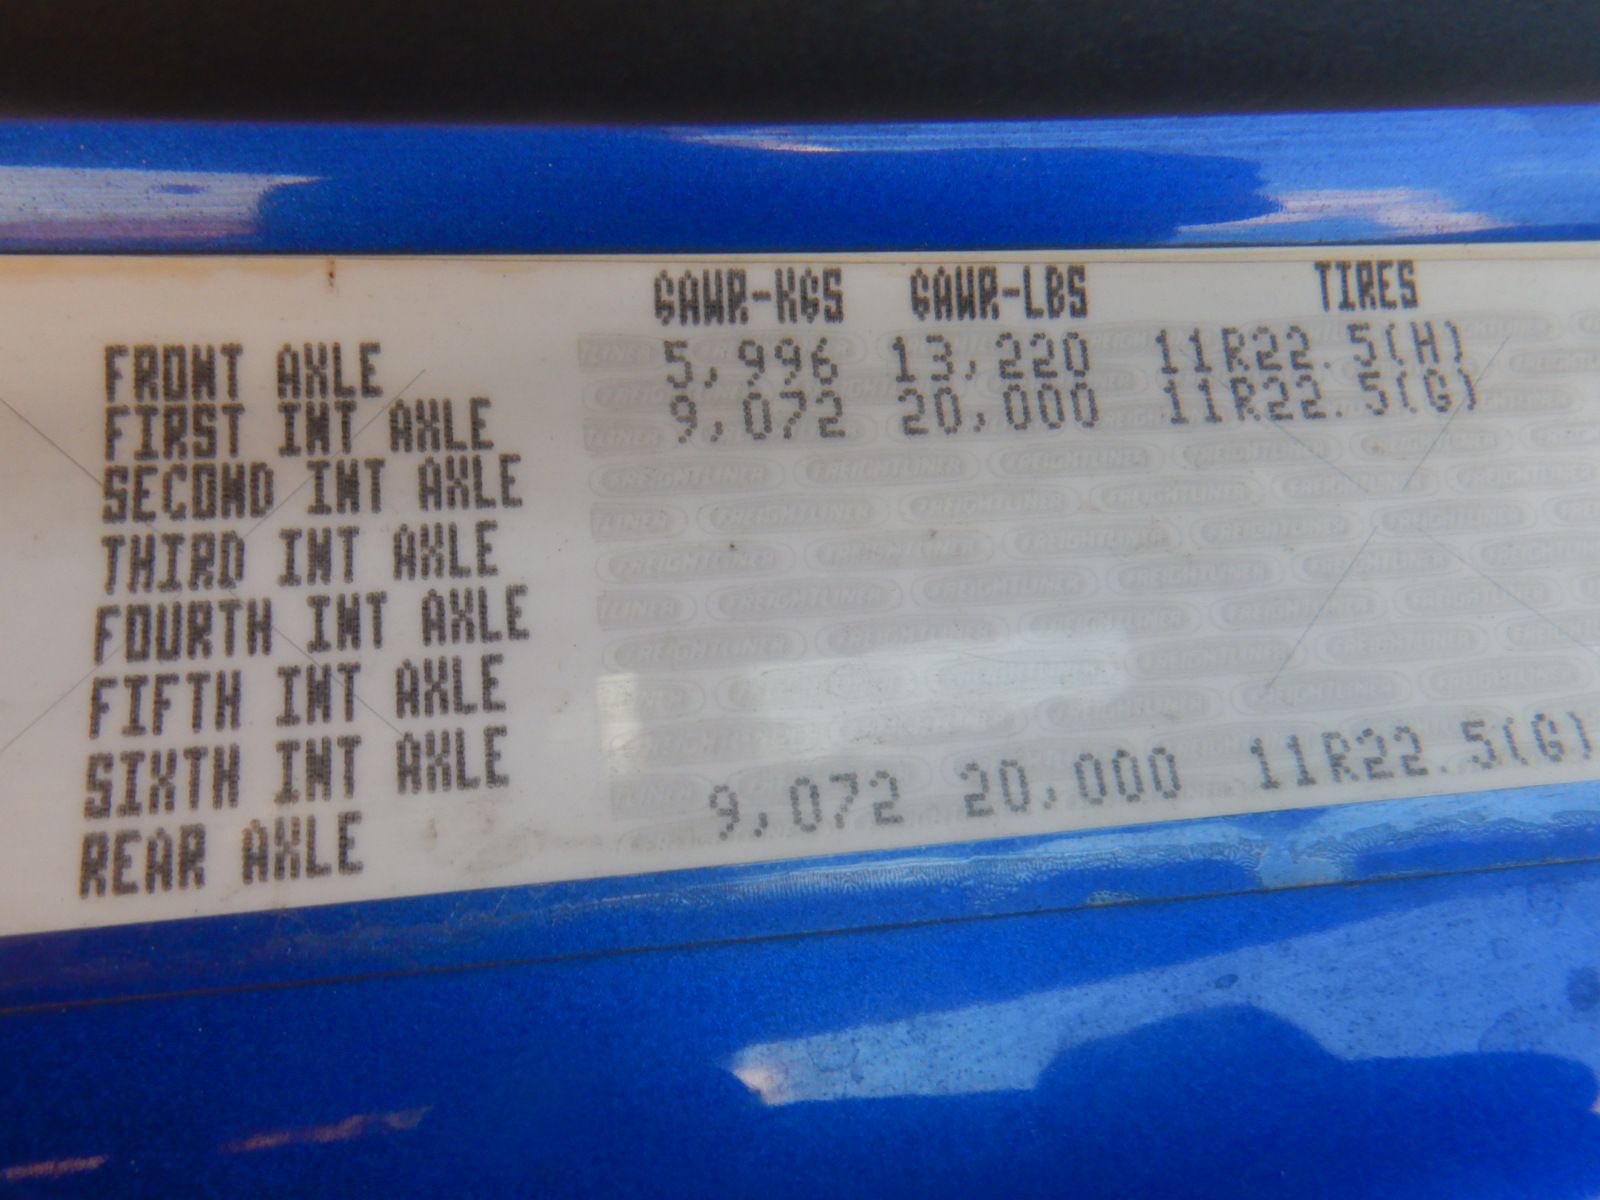 GAWR-KGS GAWR-LBS TIRES
FRONT AXLE 5,996 13,220 11R22.5(H)
FIRST INT AXLE 9,072 20,000 11R22.5(G)
SECOND INT AXLE
THIRD INT AXLE
FOURTH INT AXLE
FIFTH INT AXLE
SIXTH INT AXLE
REAR AXLE 9,072 20,000 11R22.5(G)